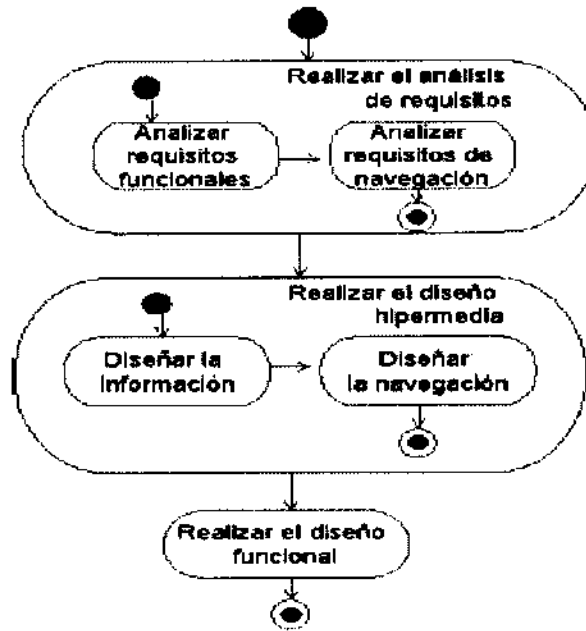 Realizar el análisis
de requisitos
Analizar
requisitos
funcionales
Analizar
requisitos de
navegación
Realizar el diseño
hipermedia
Diseñar la
información
Diseñar
la navegación
Realizar el diseño
funcional